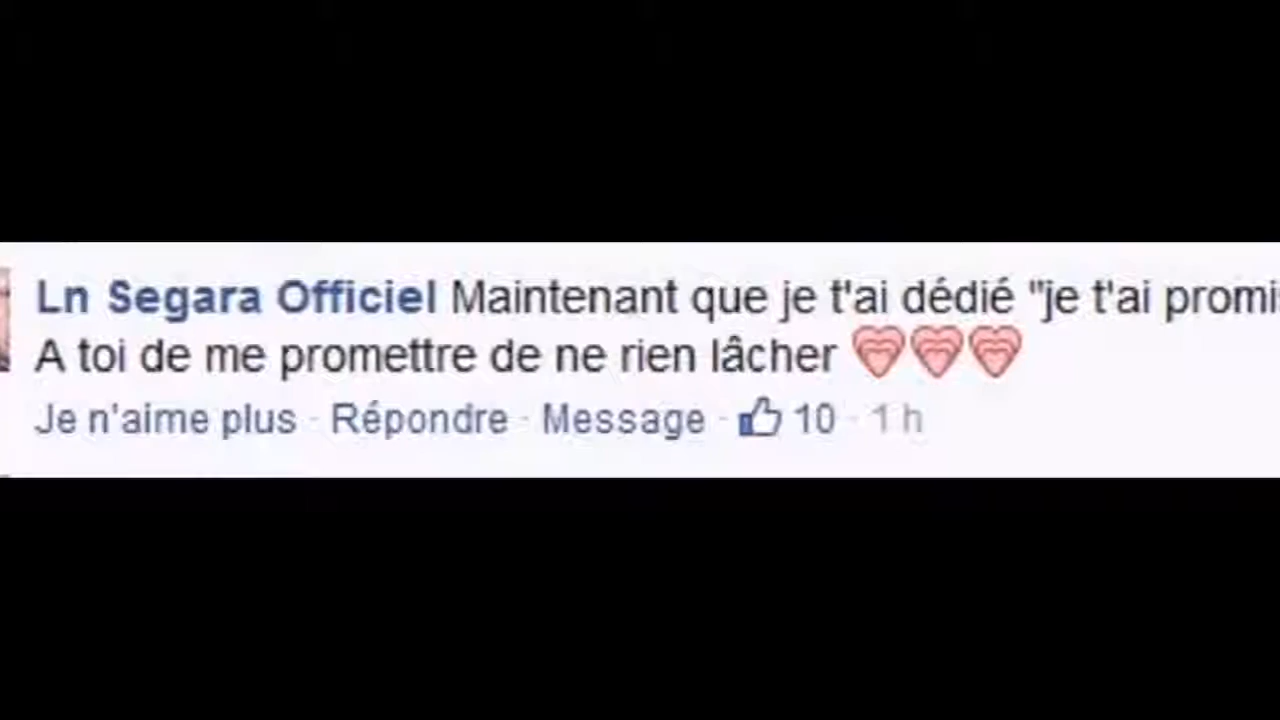 Ln Segara Officiel Maintenant que je t'ai dédié "je t'ai promi
A toi de me promettre de ne rien lâcher
Je n'aime plus · Répondre · Message · 10 · 1 h